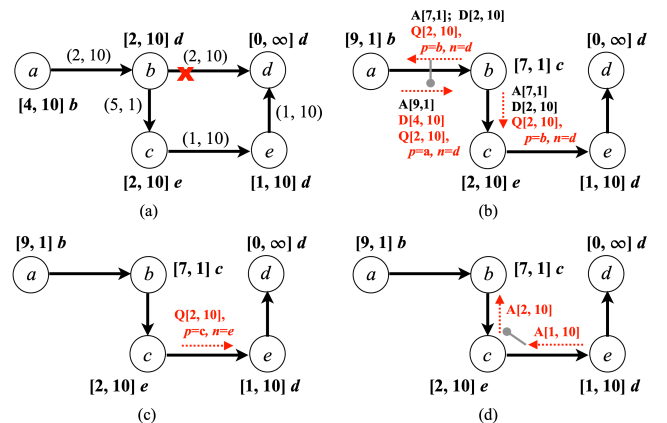 [2, 10] d
[0, ∞] d
(2, 10)
(2, 10)
a
b
d
x
[4, 10] b
(5, 1)
(1, 10)
(1, 10)
c
e
[2, 10] e
[1, 10] d
(a)
A[7,1]; D[2, 10]
Q[2, 10],
p=b, n=d
[9, 1] b
[0, ∞] d
a
b
[7, 1] c
d
A[9,1]
D[4, 10]
Q[2, 10],
p=a, n=d
A[7,1]
D[2, 10]
Q[2, 10],
p=b, n=d
c
e
[2, 10] e
[1, 10] d
(b)
[9, 1] b
[0, ∞] d
a
b
[7, 1] c
d
Q[2, 10],
p=c, n=e
c
e
[2, 10] e
[1, 10] d
(c)
[9, 1] b
[0, ∞] d
a
b
[7, 1] c
d
A[2, 10]
A[1, 10]
c
e
[2, 10] e
[1, 10] d
(d)